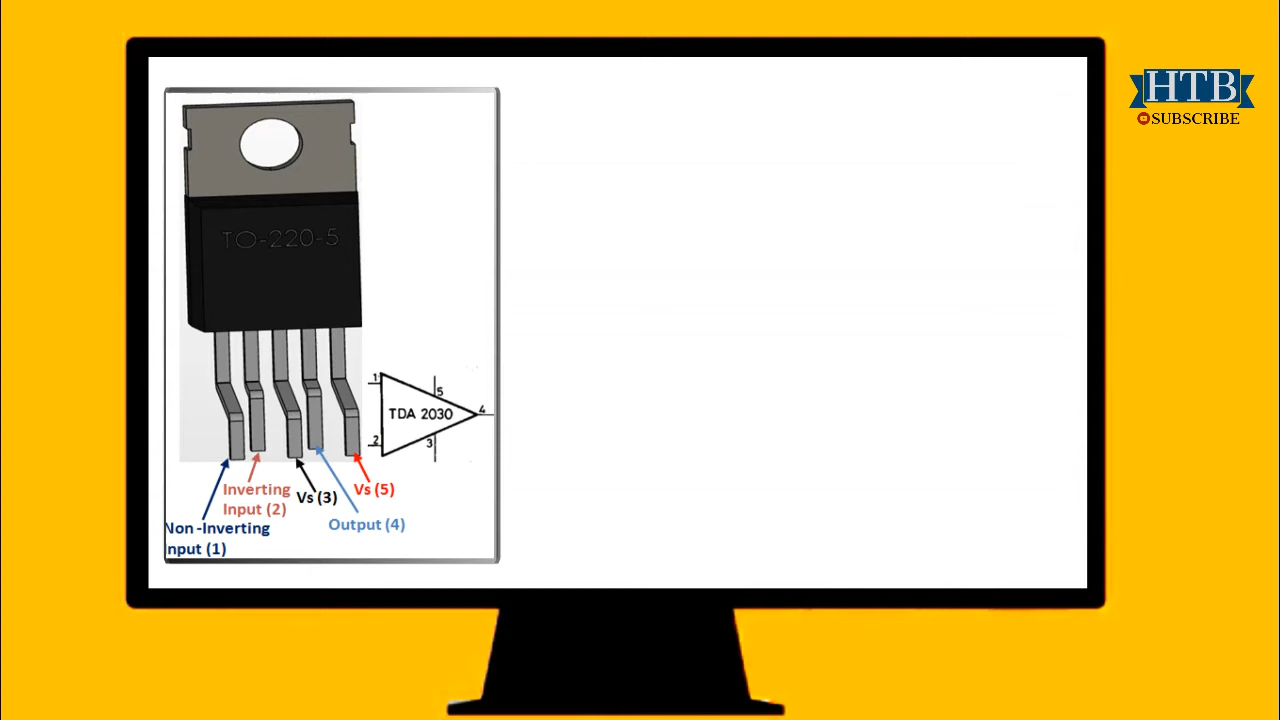 HTB
SUBSCRIBE
TO-220-5
1
5
TDA 2030
4
2
3
Inverting
Input (2)
Vs (3)
Vs (5)
Non -Inverting
Input (1)
Output (4)